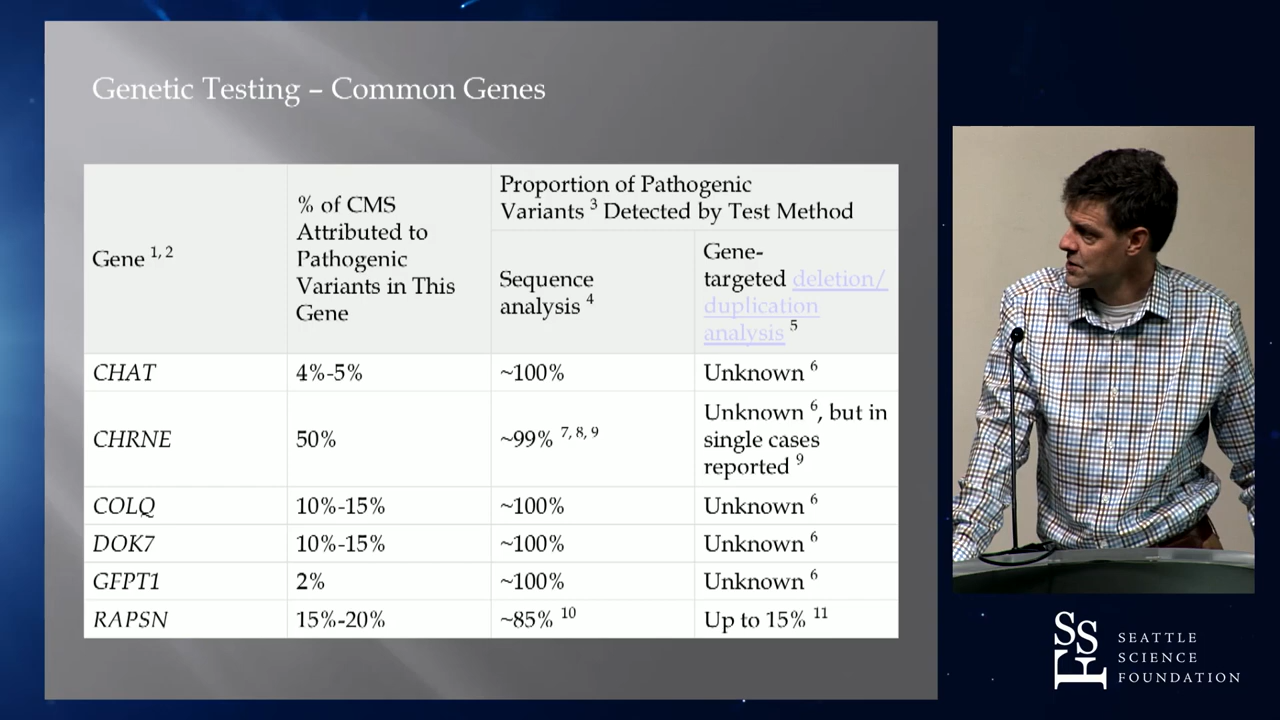 Genetic Testing – Common Genes
Gene 1, 2
% of CMS
Attributed to
Pathogenic
Variants in This
Gene
Proportion of Pathogenic
Variants 3 Detected by Test Method
Sequence
analysis 4
Gene-
targeted deletion/
duplication
analysis 5
CHAT 4%-5% ~100% Unknown 6
CHRNE 50% ~99% 7, 8, 9 Unknown 6, but in
single cases
reported 9
COLQ 10%-15% ~100% Unknown 6
DOK7 10%-15% ~100% Unknown 6
GFPT1 2% ~100% Unknown 6
RAPSN 15%-20% ~85% 10 Up to 15% 11
SSF
SEATTLE
SCIENCE
FOUNDATION